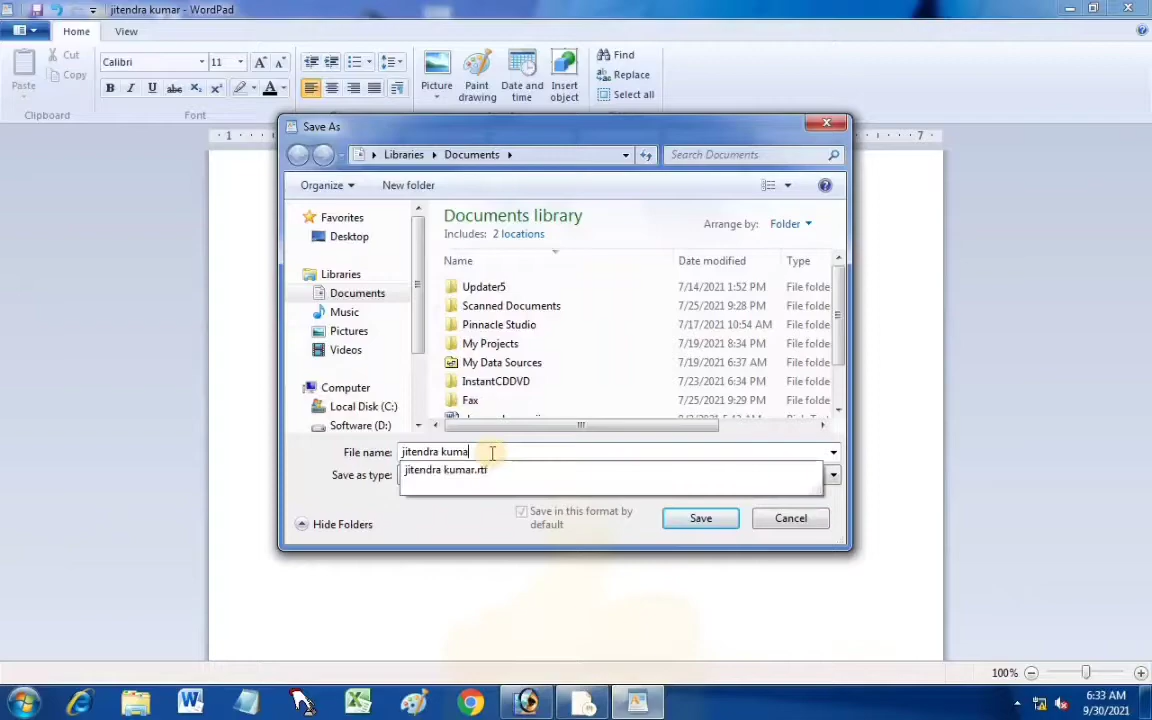 jitendra kumar - WordPad
Home View
Paste
Cut
Copy
Clipboard
Calibri 11
B I U abc X₂ X²
Font
Picture
Paint drawing
Date and time
Insert object
Find
Replace
Select all
1 7
Save As
Libraries Documents
Search Documents
Organize New folder
Favorites
Desktop
Libraries
Documents
Music
Pictures
Videos
Computer
Local Disk (C:)
Software (D:)
Documents library
Includes: 2 locations
Arrange by: Folder
Name Date modified Type
Updater5 7/14/2021 1:52 PM File folde
Scanned Documents 7/25/2021 9:28 PM File folde
Pinnacle Studio 7/17/2021 10:54 AM File folde
My Projects 7/19/2021 8:34 PM File folde
My Data Sources 7/19/2021 6:37 AM File folde
InstantCDDVD 7/23/2021 6:34 PM File folde
Fax 7/25/2021 9:29 PM File folde
File name: jitendra kuma
jitendra kumar.rtf
Save as type:
Save in this format by
default
Hide Folders
Save
Cancel
100%
6:33 AM
9/30/2021